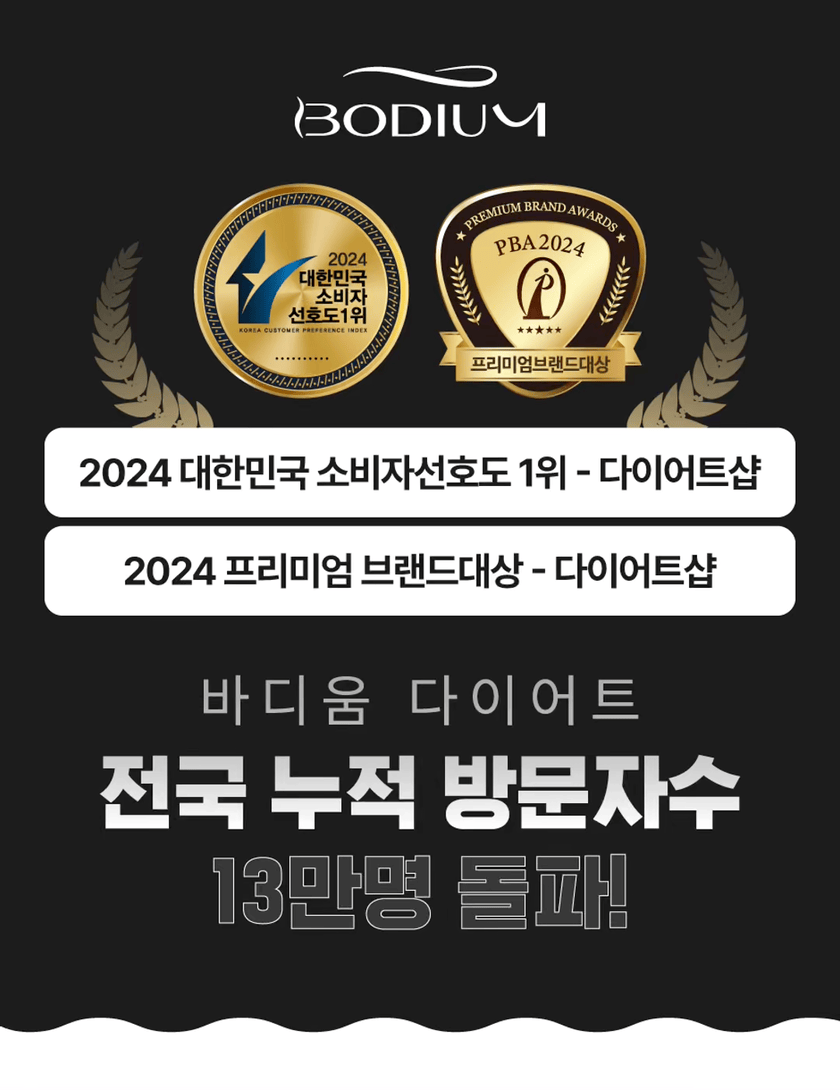 BODIUM
2024
대한민국
소비자
선호도1위
KOREA CUSTOMER PREFERENCE INDEX
PREMIUM BRAND AWARDS
PBA 2024
프리미엄브랜드대상
2024 대한민국 소비자선호도 1위 - 다이어트샵
2024 프리미엄 브랜드대상 - 다이어트샵
바디움 다이어트
전국 누적 방문자수
13만명 돌파!